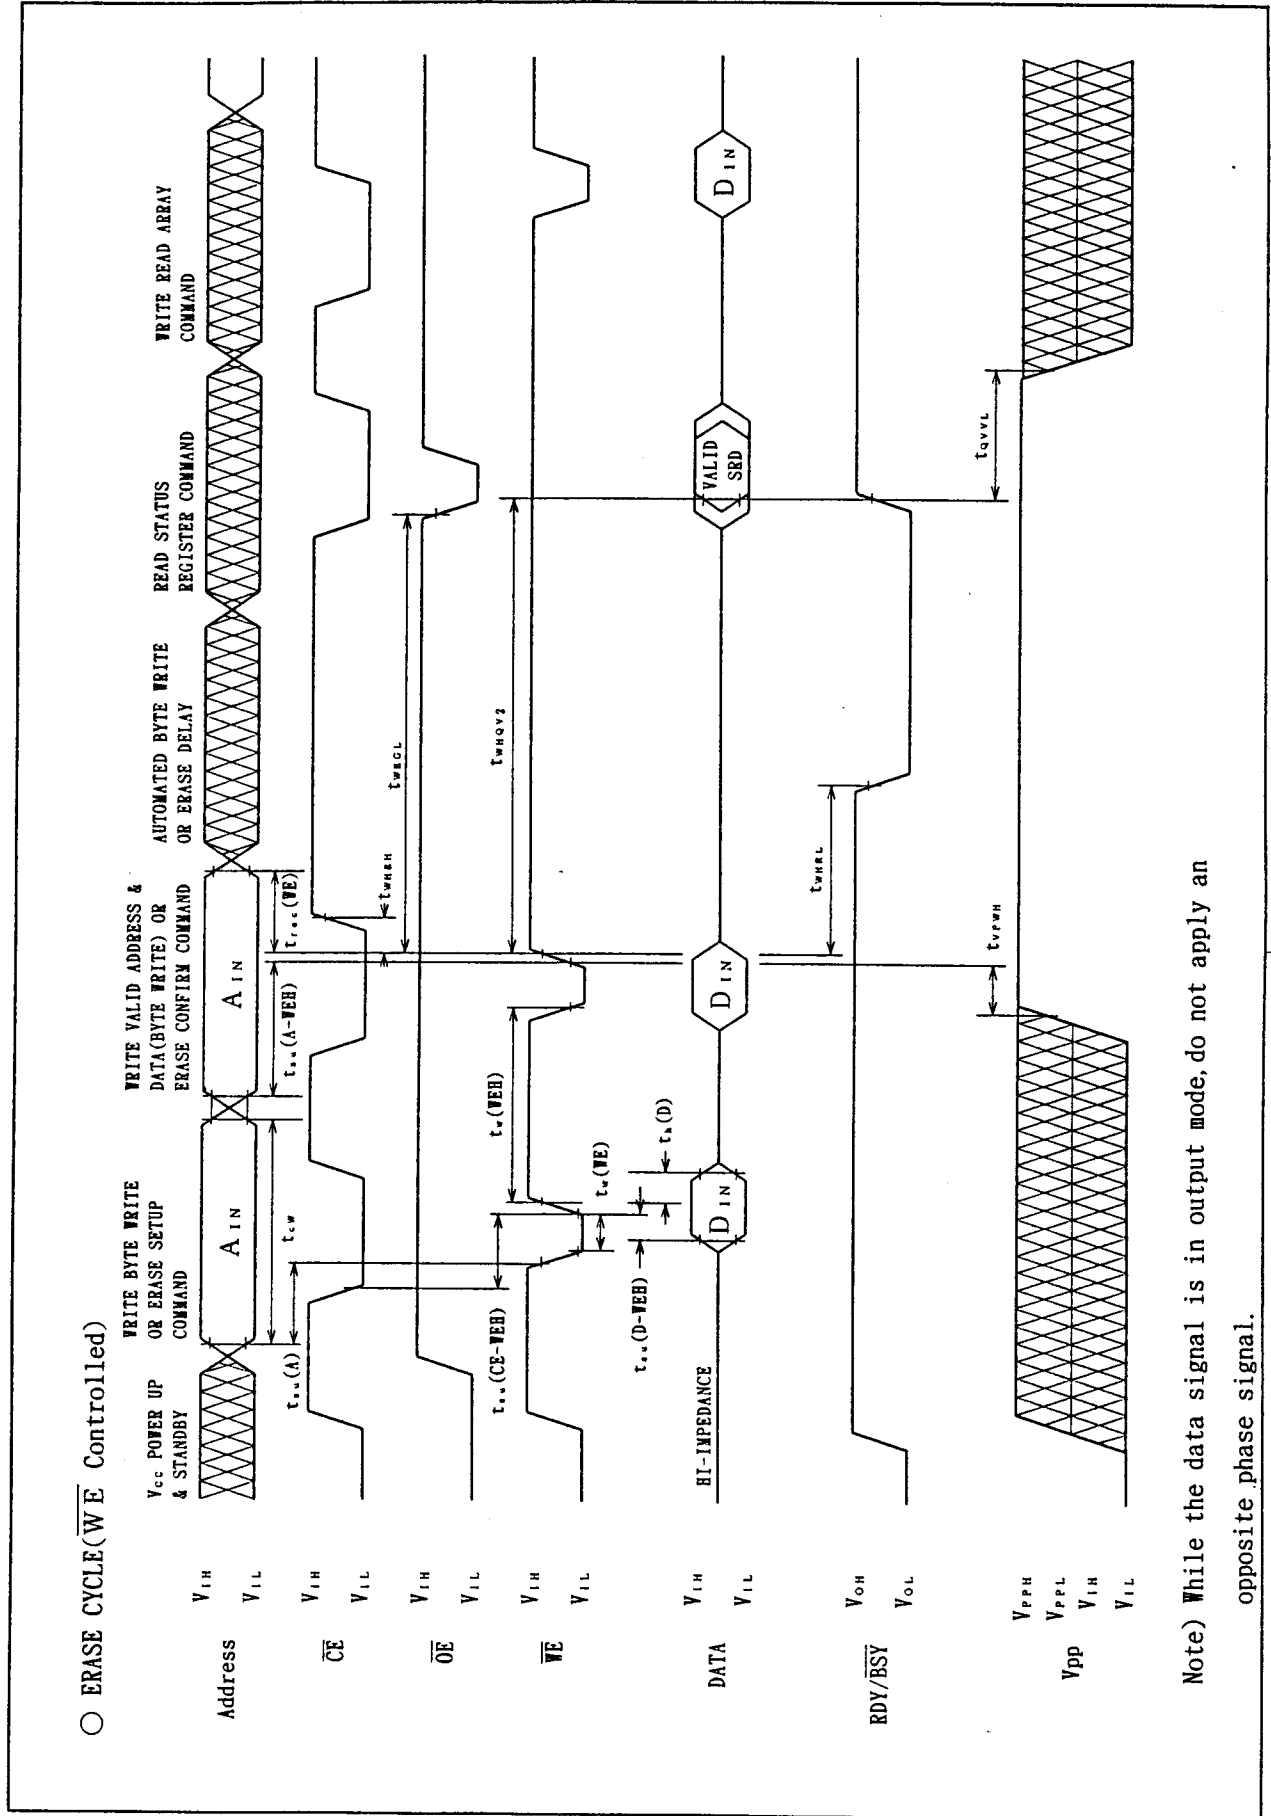 ○ ERASE CYCLE(WE Controlled)
Vcc POWER UP
& STANDBY
WRITE BYTE WRITE
OR ERASE SETUP
COMMAND
WRITE VALID ADDRESS &
DATA(BYTE WRITE) OR
ERASE CONFIRM COMMAND
AUTOMATED BYTE WRITE
OR ERASE DELAY
READ STATUS
REGISTER COMMAND
WRITE READ ARRAY
COMMAND
Address
VIH
VIL
AIN
AIN
tsu(A)
tcw
tsu(A-WEH)
trec(WE)
CE
VIH
VIL
tWHEH
OE
VIH
VIL
tWHGL
WE
VIH
VIL
tsu(CE-WEH)
tw(WE)
tw(WEH)
tWHQV2
DATA
VIH
VIL
HI-IMPEDANCE
tsu(D-WEH)
th(D)
DIN
DIN
VALID
SRD
DIN
RDY/BSY
VOH
VOL
tWHRL
Vpp
VPPH
VPPL
VIH
VIL
tVPWH
tQVVL
Note) While the data signal is in output mode,do not apply an
opposite phase signal.